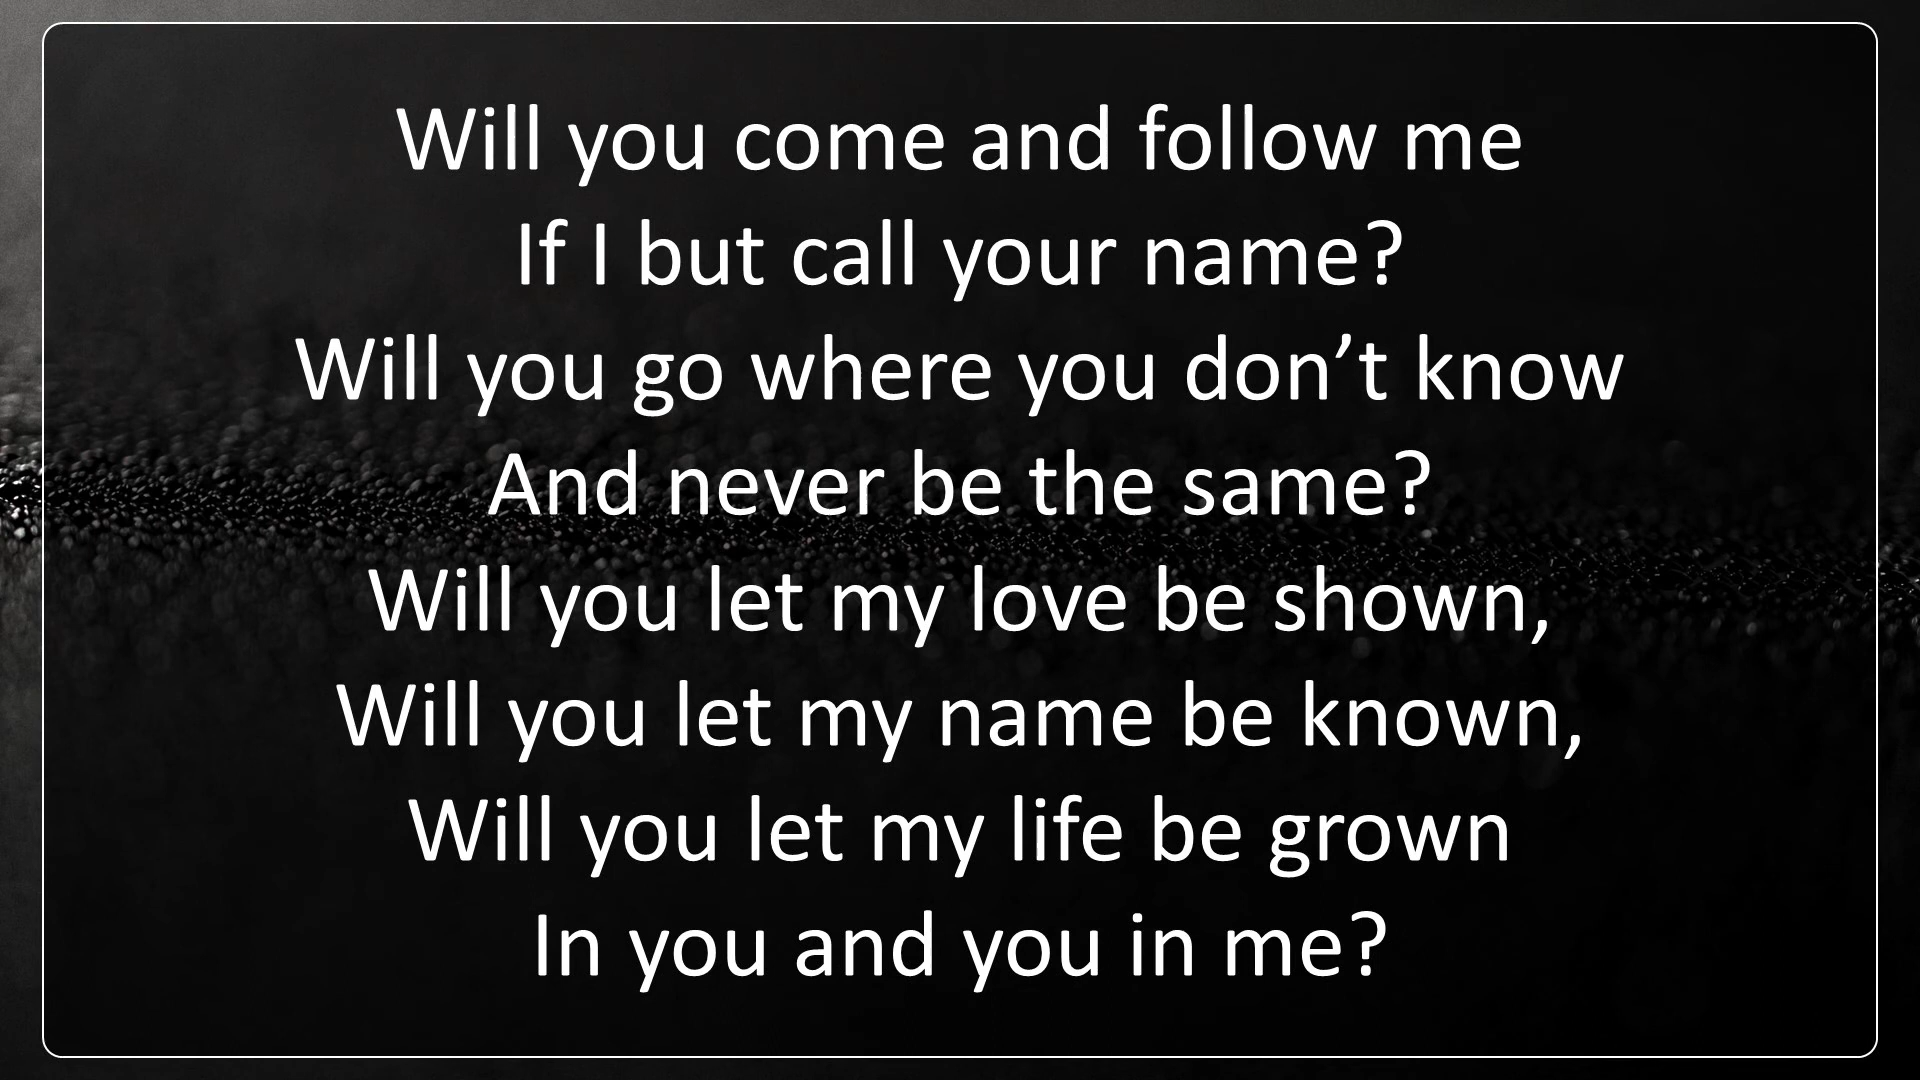 Will you come and follow me
If I but call your name?
Will you go where you don’t know
And never be the same?
Will you let my love be shown,
Will you let my name be known,
Will you let my life be grown
In you and you in me?